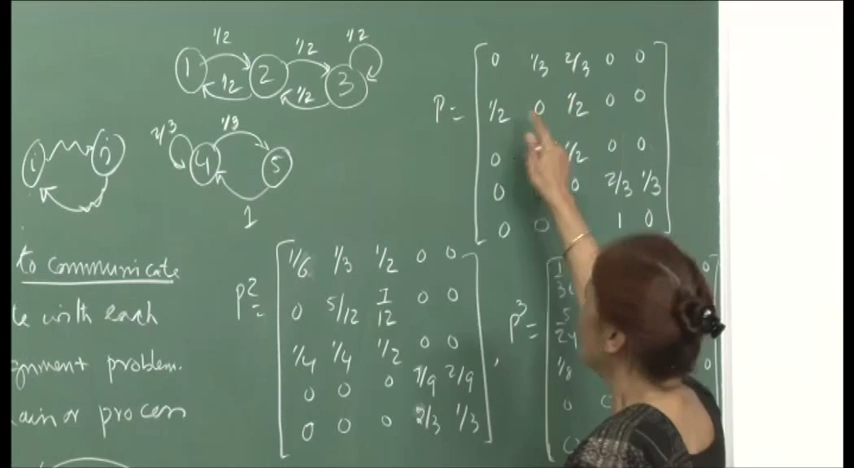 1/2 1/2 1/2
1 2 3
1/2 1/2
2/3 1/3
i j 4 5
1
to communicate
with each
problem.
or process
P =
0 1/3 2/3 0 0
1/2 0 1/2 0 0
0 1/2 0 0
0 0 2/3 1/3
0 0 1 0
P² =
1/6 1/3 1/2 0 0
0 5/12 7/12 0 0
1/4 1/4 1/2 0 0
0 0 0 7/9 2/9
0 0 0 2/3 1/3
,
P³ =
5/24
1/8
0
0